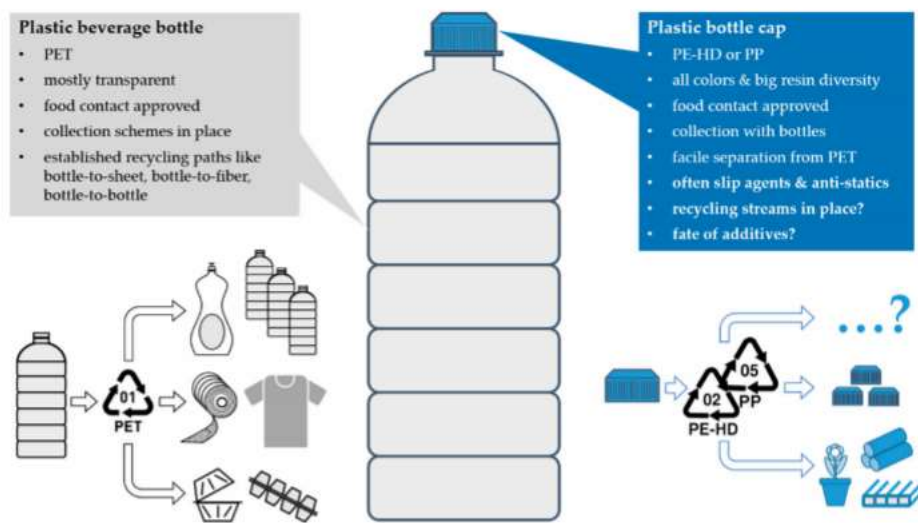 Plastic beverage bottle
• PET
• mostly transparent
• food contact approved
• collection schemes in place
• established recycling paths like
bottle-to-sheet, bottle-to-fiber,
bottle-to-bottle
Plastic bottle cap
• PE-HD or PP
• all colors & big resin diversity
• food contact approved
• collection with bottles
• facile separation from PET
• often slip agents & anti-statics
• recycling streams in place?
• fate of additives?
01
PET
02
PE-HD
05
PP
...?